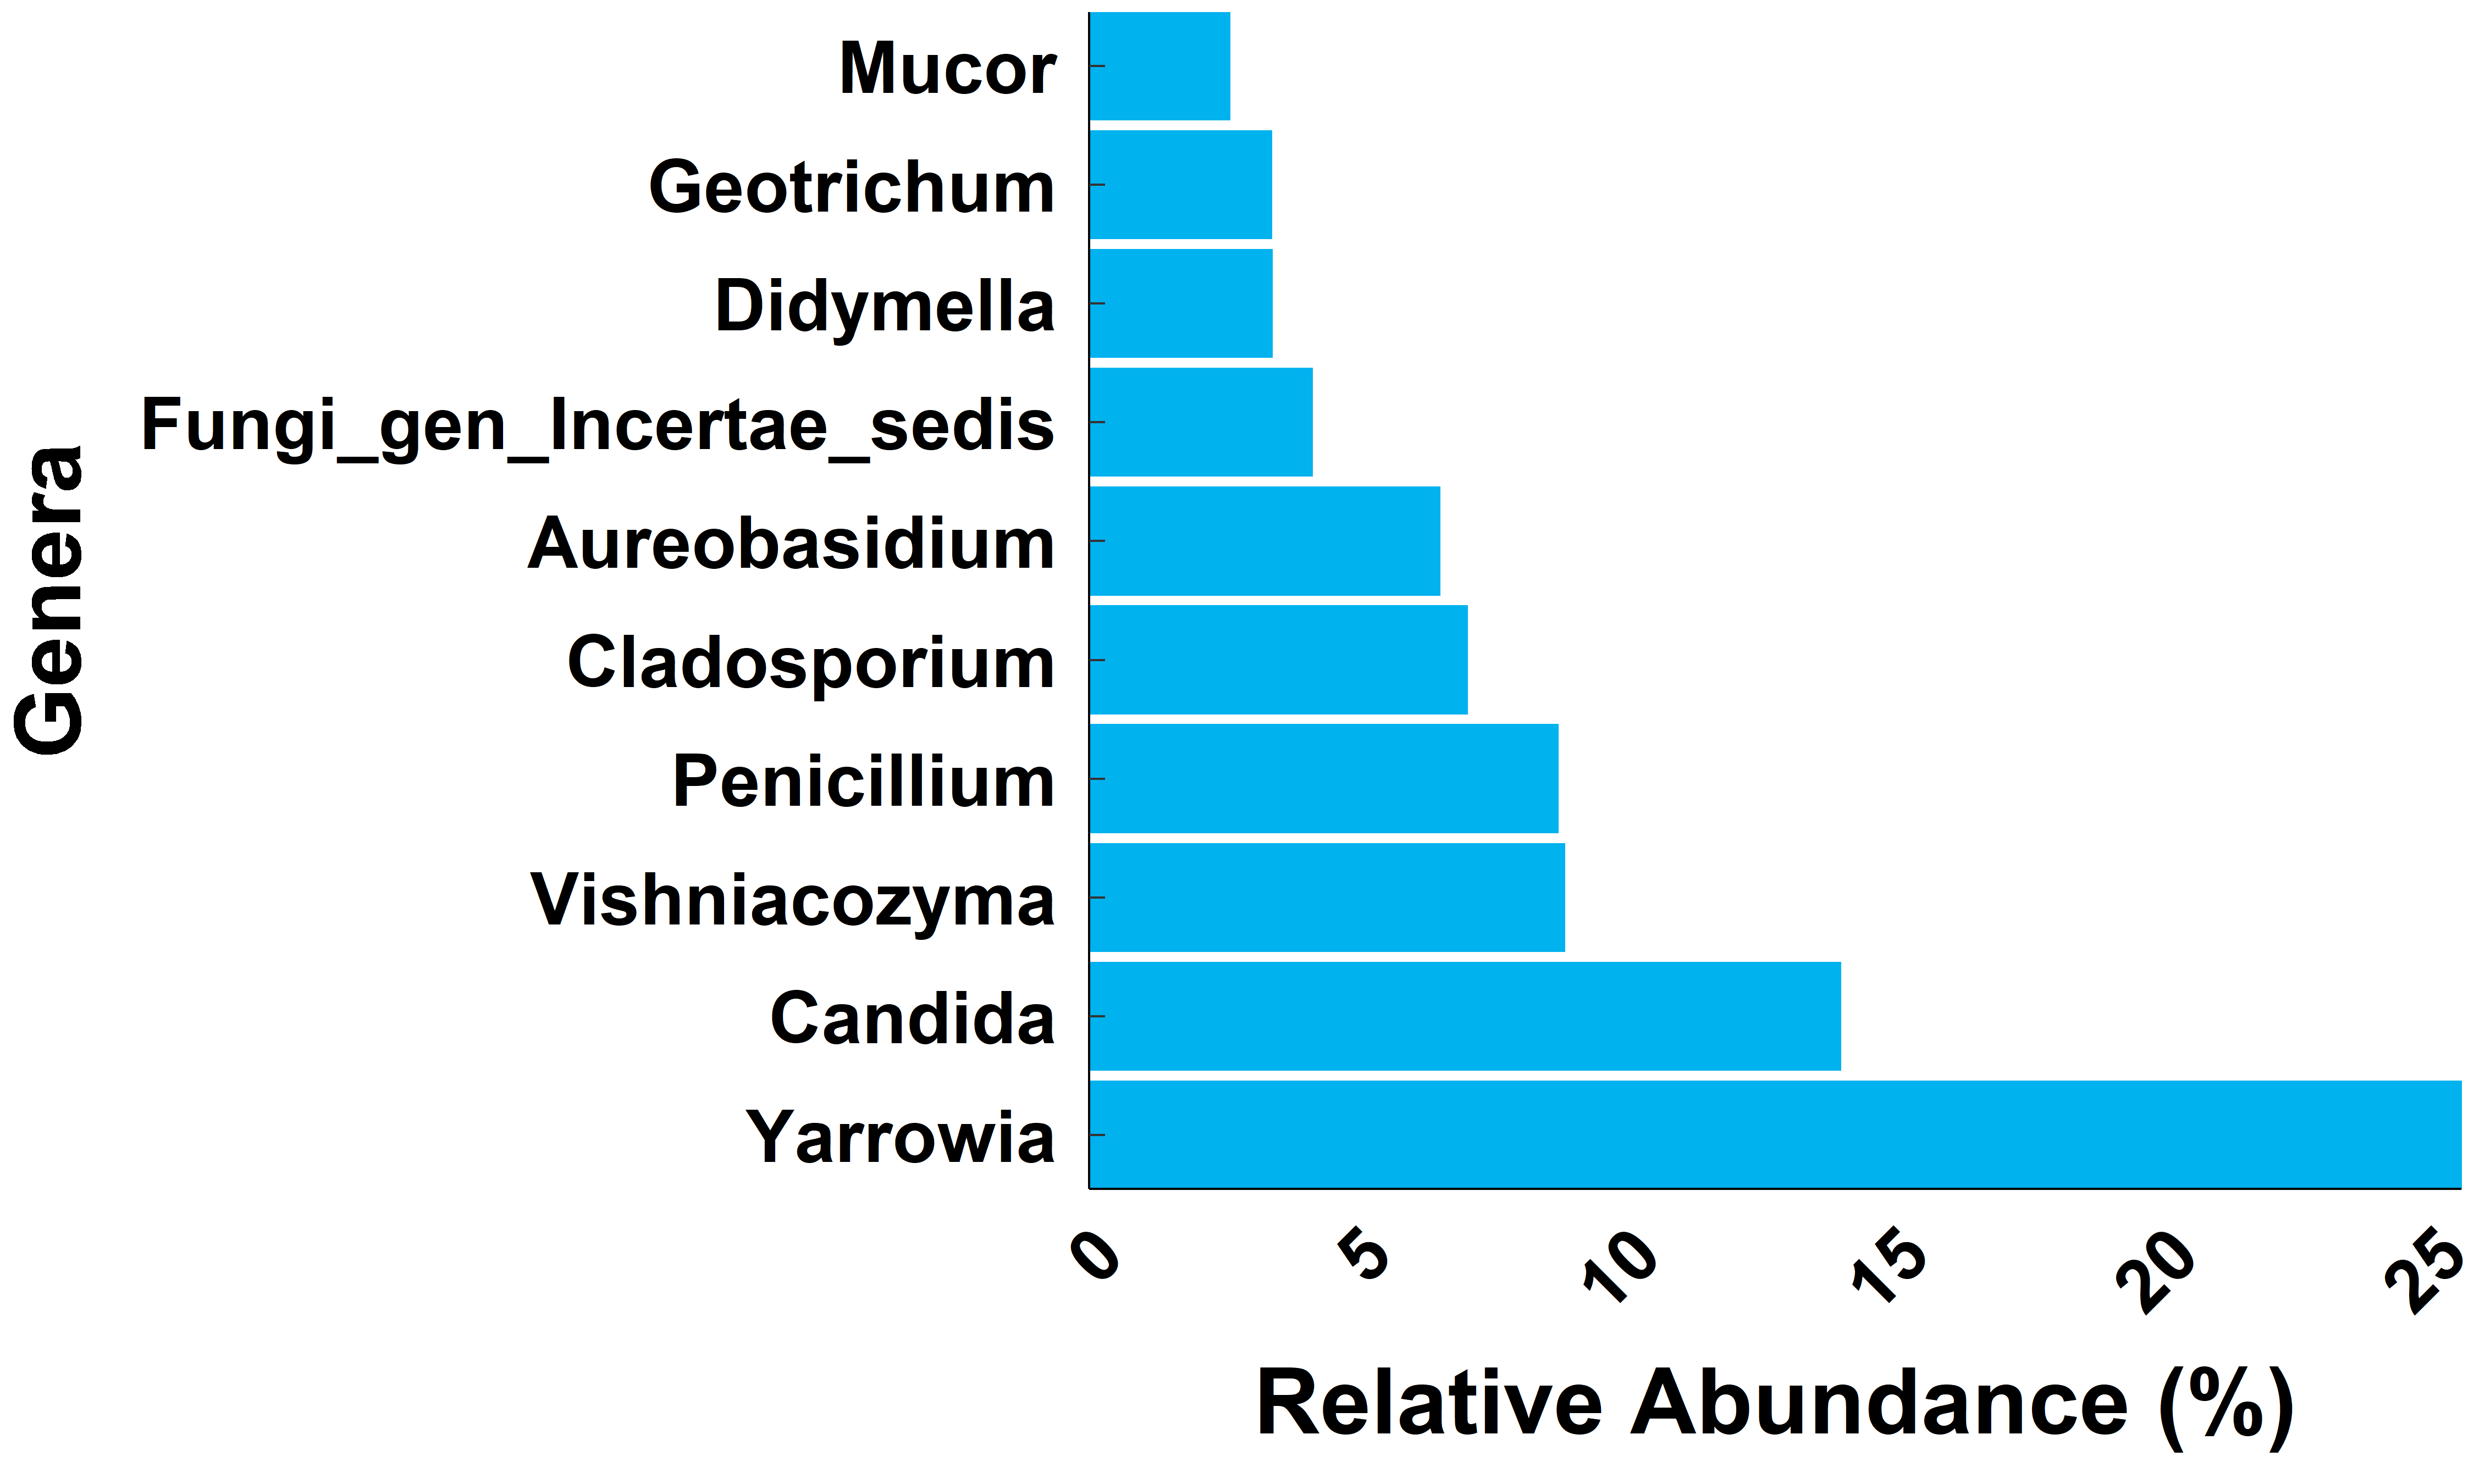 Genera
Mucor
Geotrichum
Didymella
Fungi_gen_Incertae_sedis
Aureobasidium
Cladosporium
Penicillium
Vishniacozyma
Candida
Yarrowia
0 5 10 15 20 25
Relative Abundance (%)